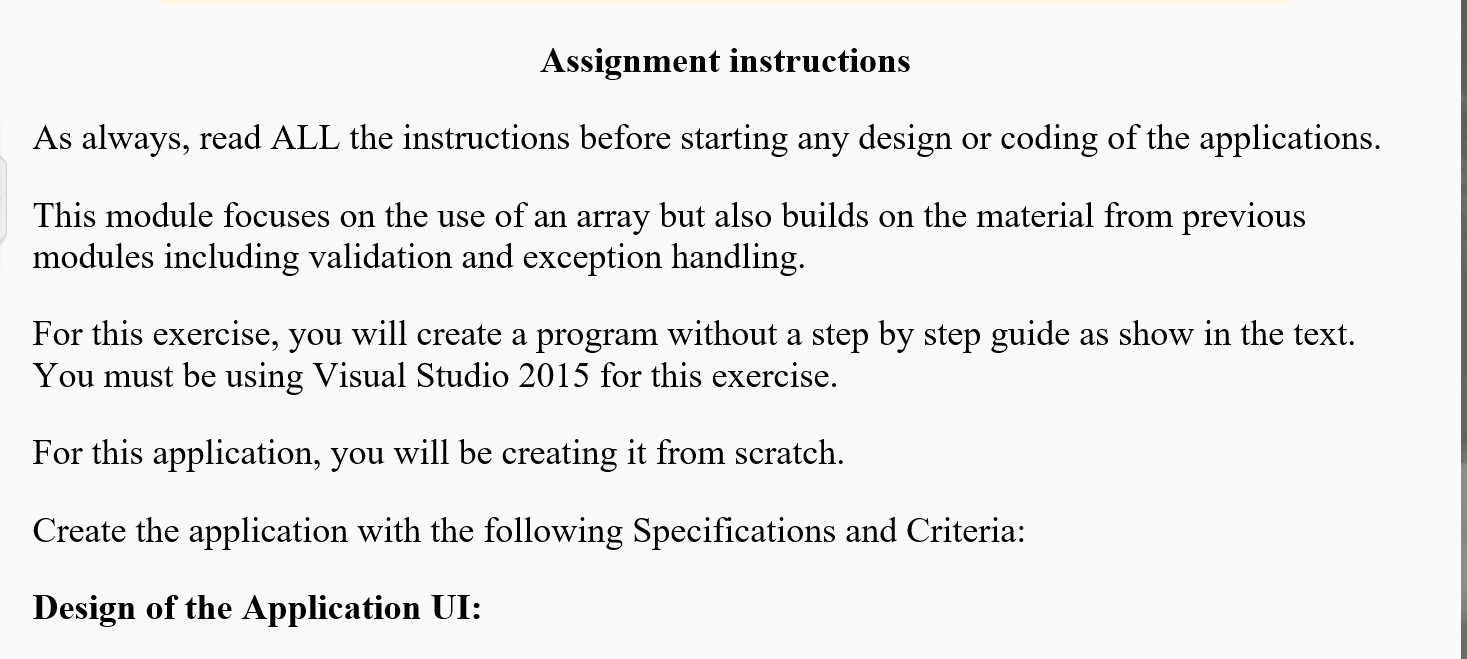 Assignment instructions
As always, read ALL the instructions before starting any design or coding of the applications.
This module focuses on the use of an array but also builds on the material from previous
modules including validation and exception handling.
For this exercise, you will create a program without a step by step guide as show in the text.
You must be using Visual Studio 2015 for this exercise.
For this application, you will be creating it from scratch.
Create the application with the following Specifications and Criteria:
Design of the Application UI: